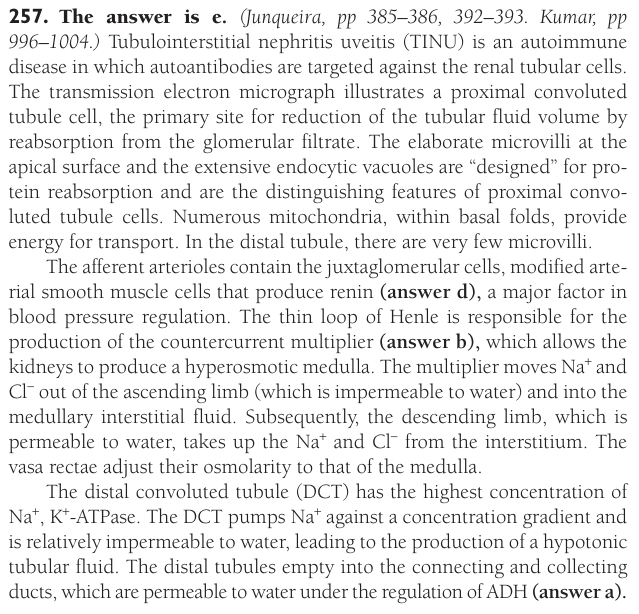 257. The answer is e. (Junqueira, pp 385–386, 392–393. Kumar, pp
996–1004.) Tubulointerstitial nephritis uveitis (TINU) is an autoimmune
disease in which autoantibodies are targeted against the renal tubular cells.
The transmission electron micrograph illustrates a proximal convoluted
tubule cell, the primary site for reduction of the tubular fluid volume by
reabsorption from the glomerular filtrate. The elaborate microvilli at the
apical surface and the extensive endocytic vacuoles are “designed” for pro-
tein reabsorption and are the distinguishing features of proximal convo-
luted tubule cells. Numerous mitochondria, within basal folds, provide
energy for transport. In the distal tubule, there are very few microvilli.
The afferent arterioles contain the juxtaglomerular cells, modified arte-
rial smooth muscle cells that produce renin (answer d), a major factor in
blood pressure regulation. The thin loop of Henle is responsible for the
production of the countercurrent multiplier (answer b), which allows the
kidneys to produce a hyperosmotic medulla. The multiplier moves Na⁺ and
Cl⁻ out of the ascending limb (which is impermeable to water) and into the
medullary interstitial fluid. Subsequently, the descending limb, which is
permeable to water, takes up the Na⁺ and Cl⁻ from the interstitium. The
vasa rectae adjust their osmolarity to that of the medulla.
The distal convoluted tubule (DCT) has the highest concentration of
Na⁺, K⁺-ATPase. The DCT pumps Na⁺ against a concentration gradient and
is relatively impermeable to water, leading to the production of a hypotonic
tubular fluid. The distal tubules empty into the connecting and collecting
ducts, which are permeable to water under the regulation of ADH (answer a).